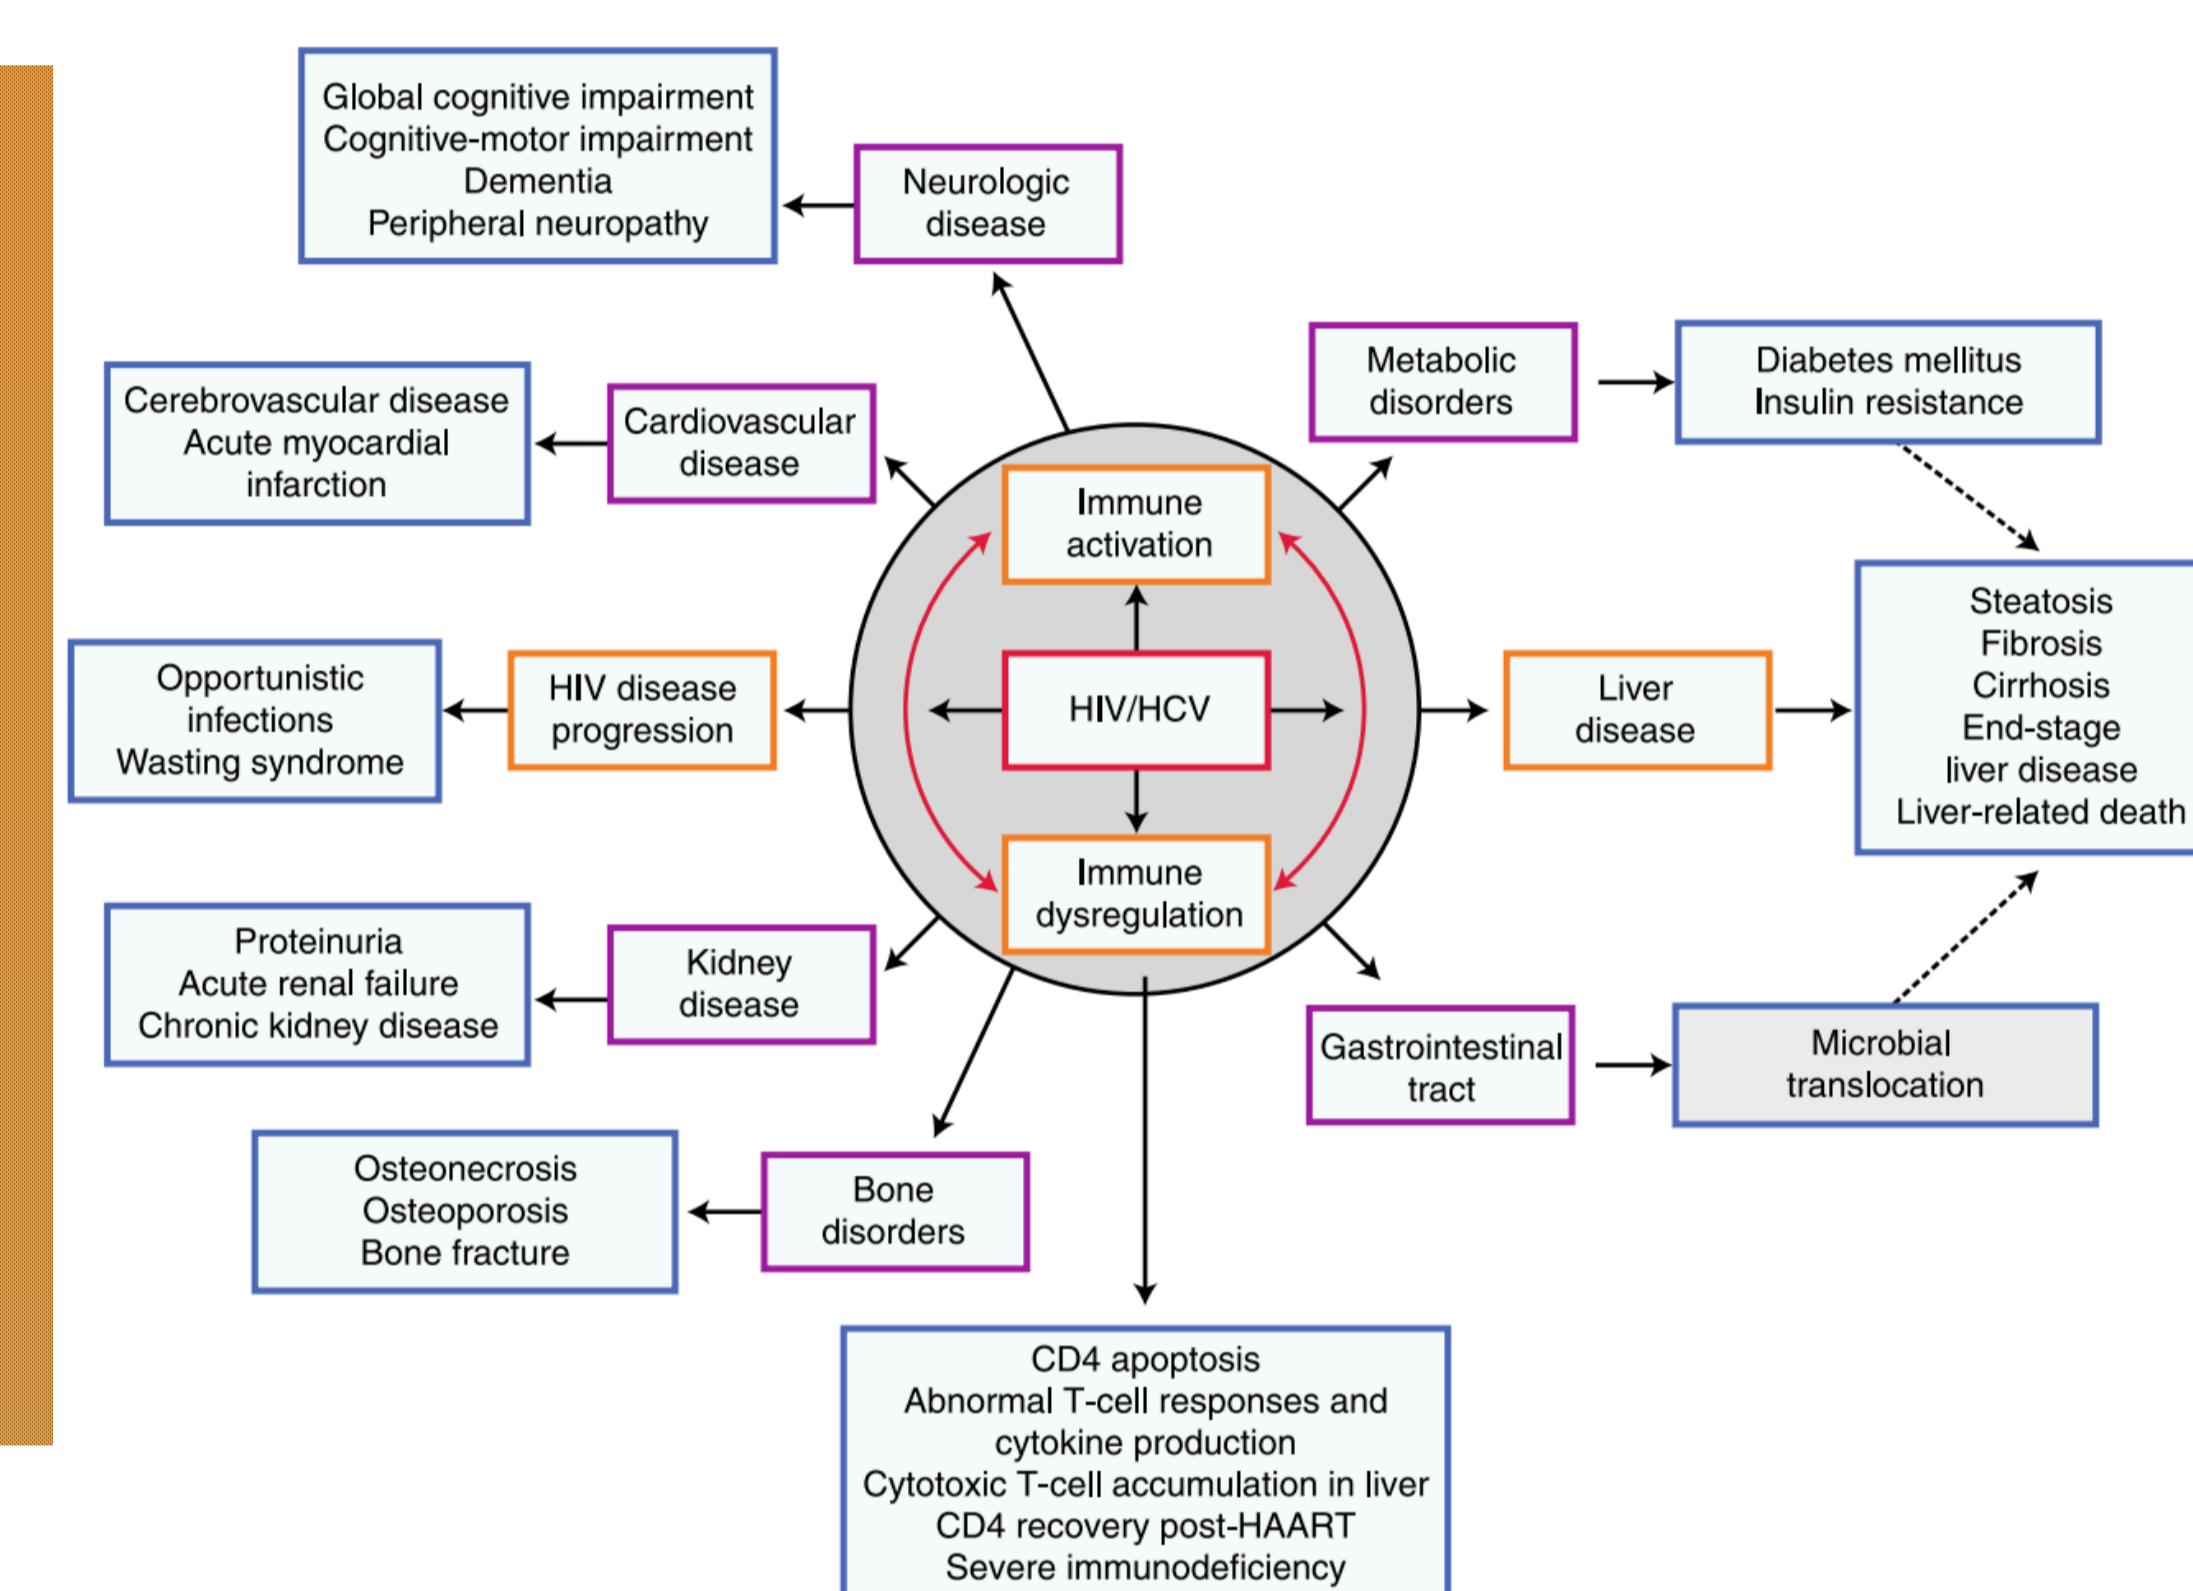 Global cognitive impairment
Cognitive-motor impairment
Dementia
Peripheral neuropathy
Neurologic
disease
Metabolic
disorders
Diabetes mellitus
Insulin resistance
Cerebrovascular disease
Acute myocardial
infarction
Cardiovascular
disease
Immune
activation
Opportunistic
infections
Wasting syndrome
HIV disease
progression
HIV/HCV
Liver
disease
Steatosis
Fibrosis
Cirrhosis
End-stage
liver disease
Liver-related death
Immune
dysregulation
Proteinuria
Acute renal failure
Chronic kidney disease
Kidney
disease
Gastrointestinal
tract
Microbial
translocation
Osteonecrosis
Osteoporosis
Bone fracture
Bone
disorders
CD4 apoptosis
Abnormal T-cell responses and
cytokine production
Cytotoxic T-cell accumulation in liver
CD4 recovery post-HAART
Severe immunodeficiency